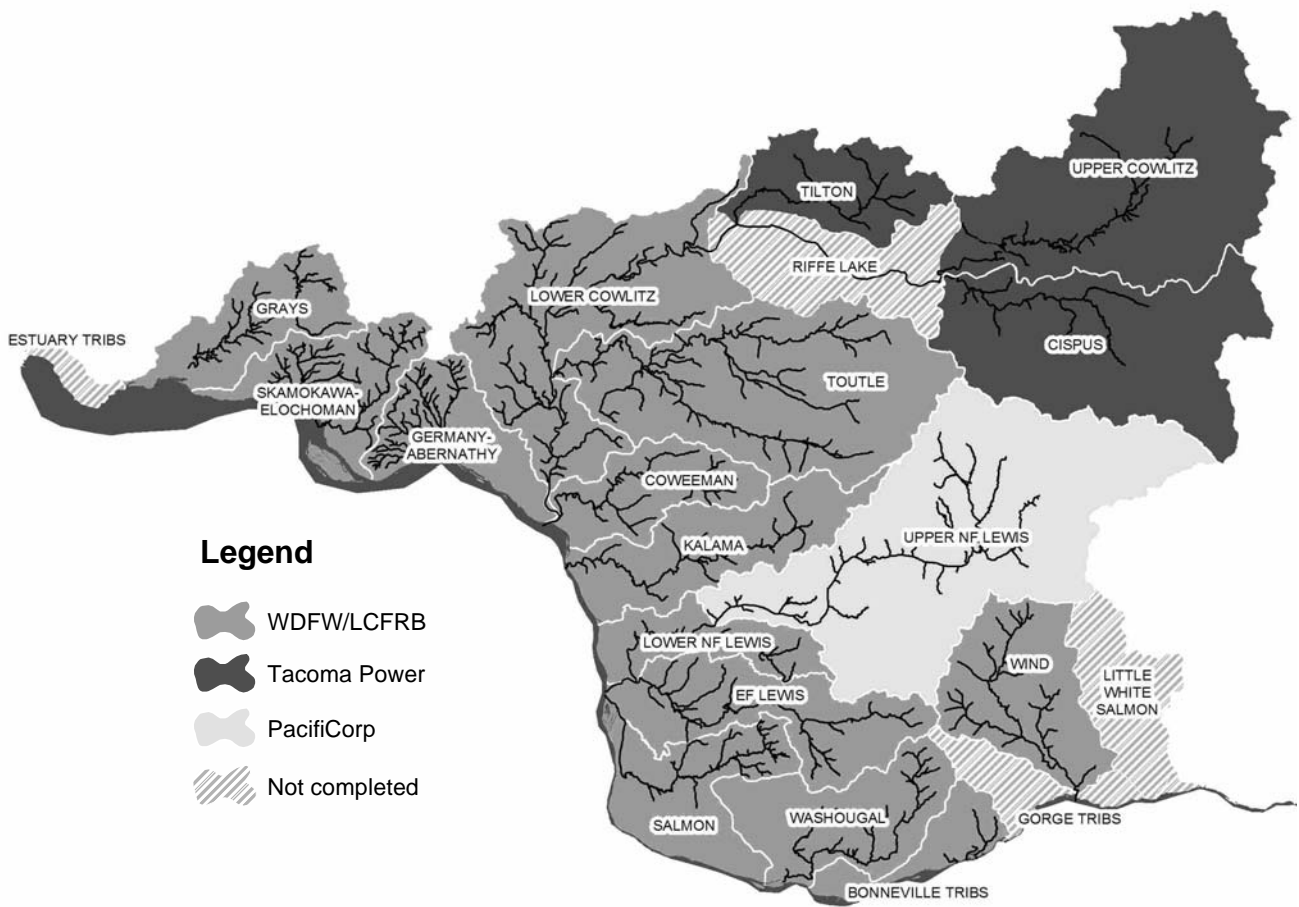 UPPER COWLITZ
TILTON
RIFFE LAKE
LOWER COWLITZ
GRAYS
ESTUARY TRIBS
CISPUS
TOUTLE
SKAMOKAWA-
ELOCHOMAN
GERMANY-
ABERNATHY
COWEEMAN
KALAMA
UPPER NF LEWIS
LOWER NF LEWIS
WIND
EF LEWIS
LITTLE
WHITE
SALMON
SALMON
WASHOUGAL
GORGE TRIBS
BONNEVILLE TRIBS
Legend
WDFW/LCFRB
Tacoma Power
PacifiCorp
Not completed